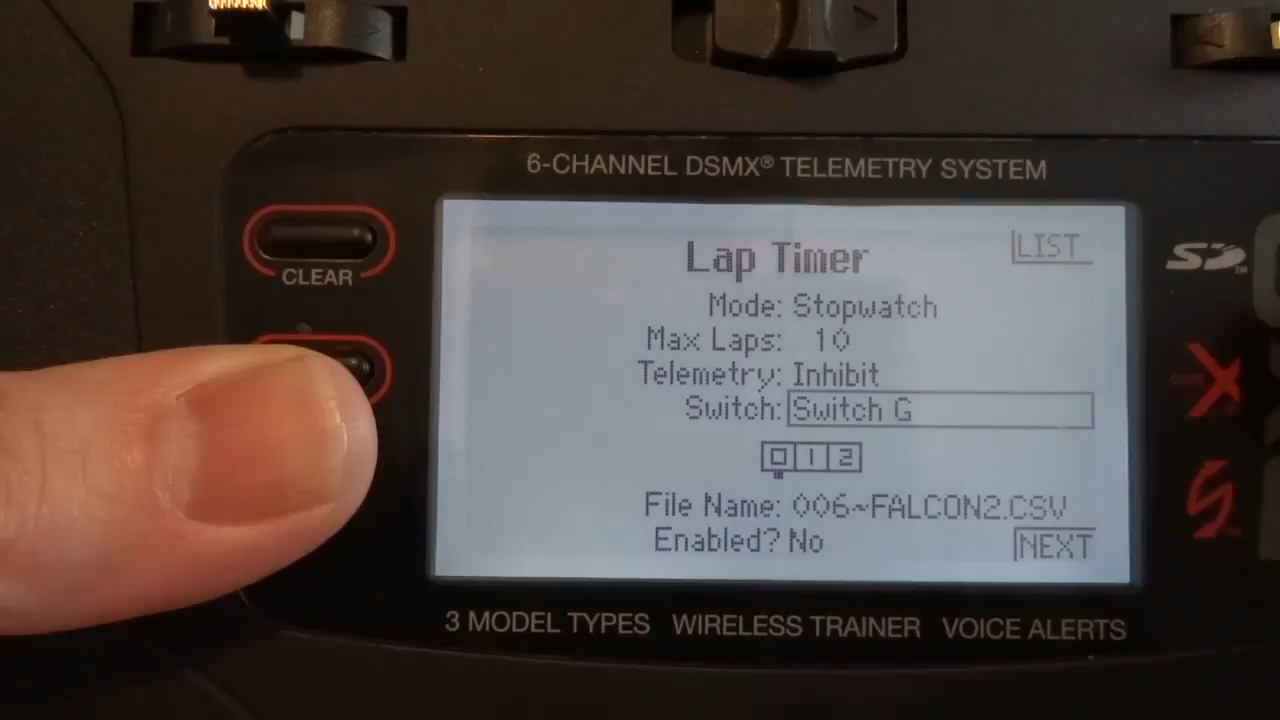 6-CHANNEL DSMX® TELEMETRY SYSTEM
CLEAR
Lap Timer
LIST
Mode: Stopwatch
Max Laps: 10
Telemetry: Inhibit
Switch: Switch G
0 1 2
File Name: 006~FALCON2.CSV
Enabled? No
NEXT
SD™
3 MODEL TYPES WIRELESS TRAINER VOICE ALERTS